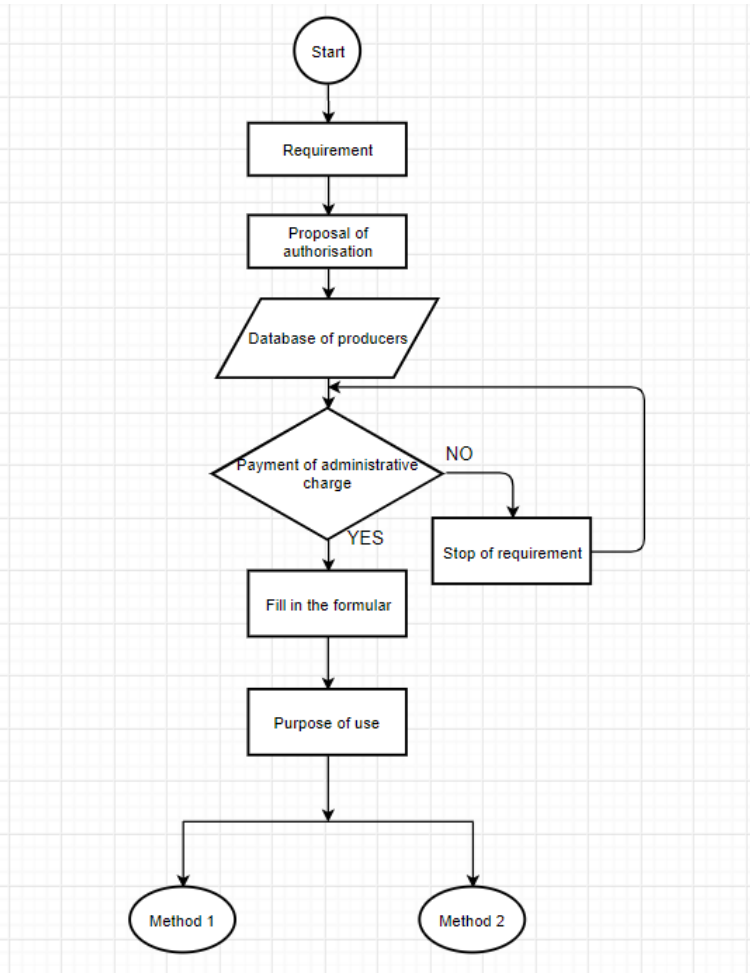 Start
Requirement
Proposal of
authorisation
Database of producers
Payment of administrative
charge
NO
YES
Stop of requirement
Fill in the formular
Purpose of use
Method 1
Method 2